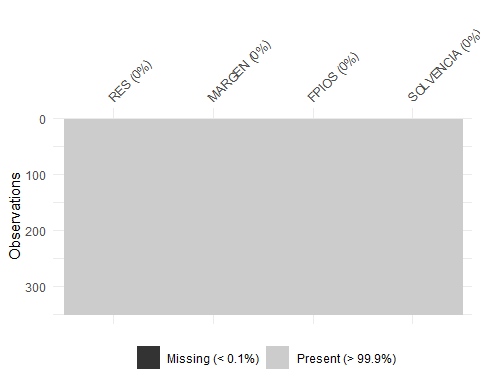 RES (0%)
MARGEN (0%)
FPIOS (0%)
SOLVENCIA (0%)
Observations
0
100
200
300
Missing (< 0.1%)
Present (> 99.9%)